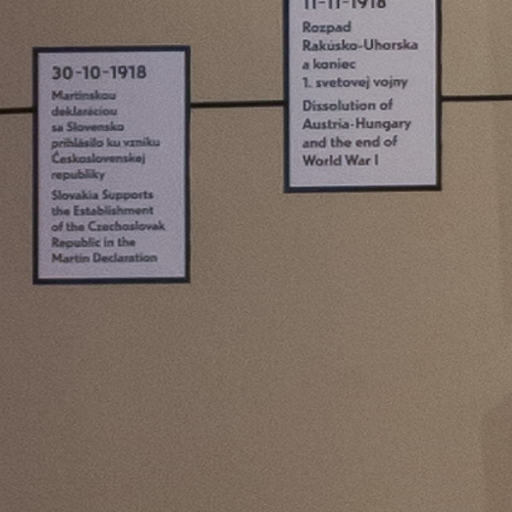 30-10-1918
Martinskou
deklaráciou
sa Slovensko
prihlásilo ku vzniku
Československej
republiky
Slovakia Supports
the Establishment
of the Czechoslovak
Republic in the
Martin Declaration
11-11-1918
Rozpad
Rakúsko-Uhorska
a koniec
1. svetovej vojny
Dissolution of
Austria-Hungary
and the end of
World War I